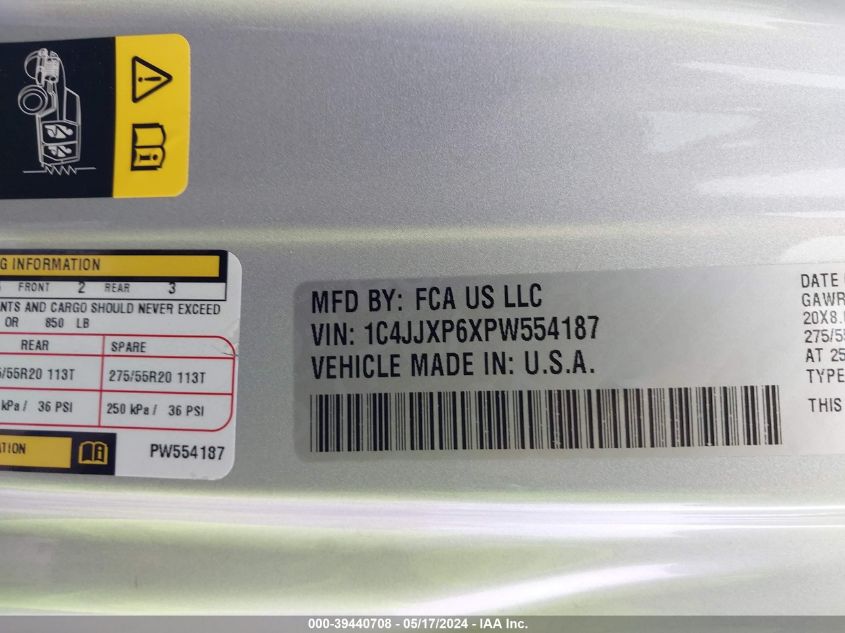 G INFORMATION
FRONT 2 REAR 3
NTS AND CARGO SHOULD NEVER EXCEED
OR 850 LB
REAR SPARE
/55R20 113T 275/55R20 113T
kPa / 36 PSI 250 kPa / 36 PSI
ATION
PW554187
MFD BY: FCA US LLC
VIN: 1C4JJXP6XPW554187
VEHICLE MADE IN: U.S.A.
DATE
GAWR
20X8.
275/55
AT 25
TYPE
THIS
000-39440708 - 05/17/2024 - IAA Inc.